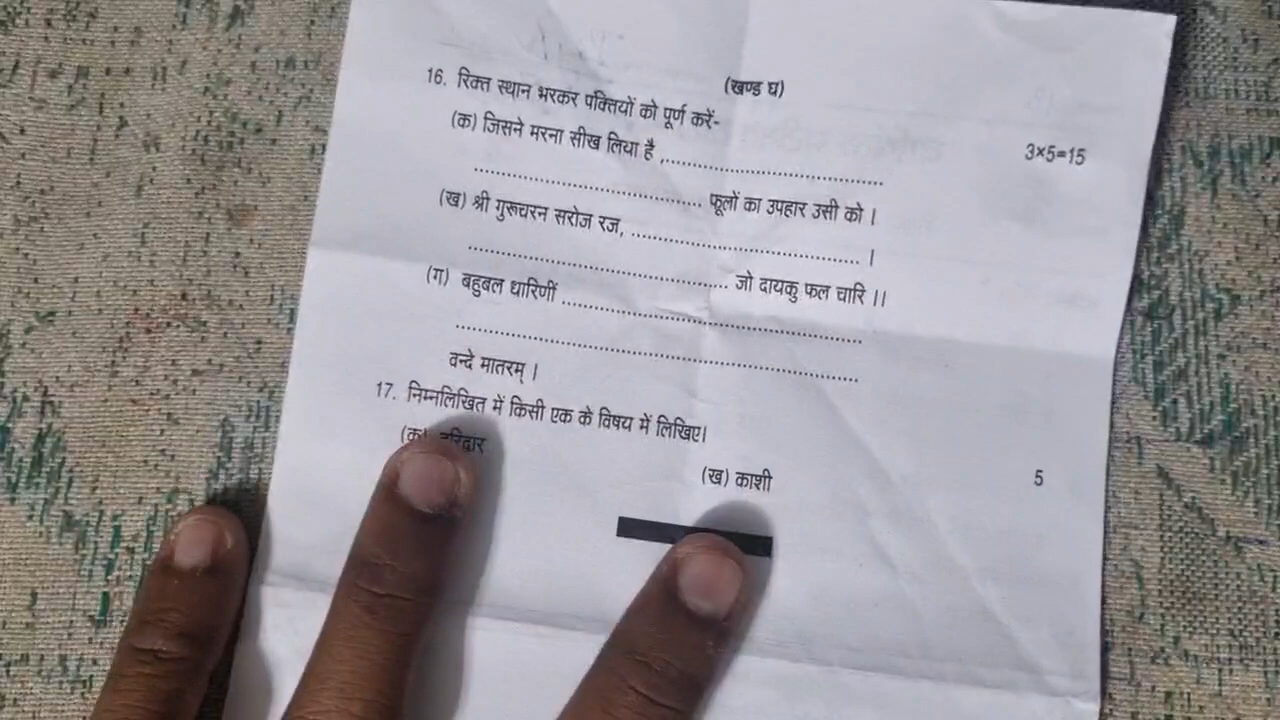 (खण्ड घ)
16. रिक्त स्थान भरकर पंक्तियों को पूर्ण करें- 3×5=15
(क) जिसने मरना सीख लिया है ,........................................
......................................... फूलों का उपहार उसी को ।
(ख) श्री गुरूचरन सरोज रज, ......................................... ।
............................................... जो दायकु फल चारि ।।
(ग) बहुबल धारिणीं .......................................................
.........................................................................
वन्दे मातरम् ।
17. निम्नलिखित में किसी एक के विषय में लिखिए। 5
(क) हरिद्वार (ख) काशी